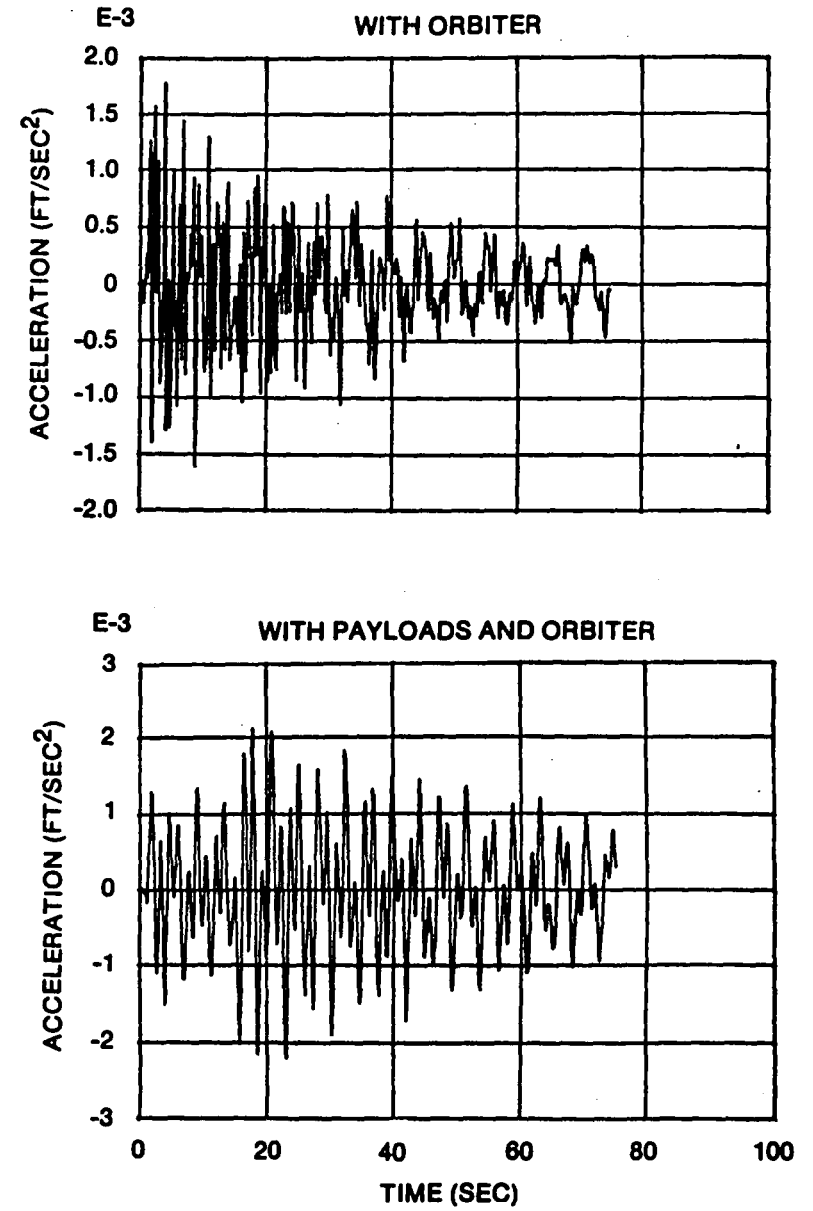 E-3
WITH ORBITER
2.0
1.5
1.0
0.5
0
-0.5
-1.0
-1.5
-2.0
ACCELERATION (FT/SEC²)
E-3
WITH PAYLOADS AND ORBITER
3
2
1
0
-1
-2
-3
ACCELERATION (FT/SEC²)
0 20 40 60 80 100
TIME (SEC)